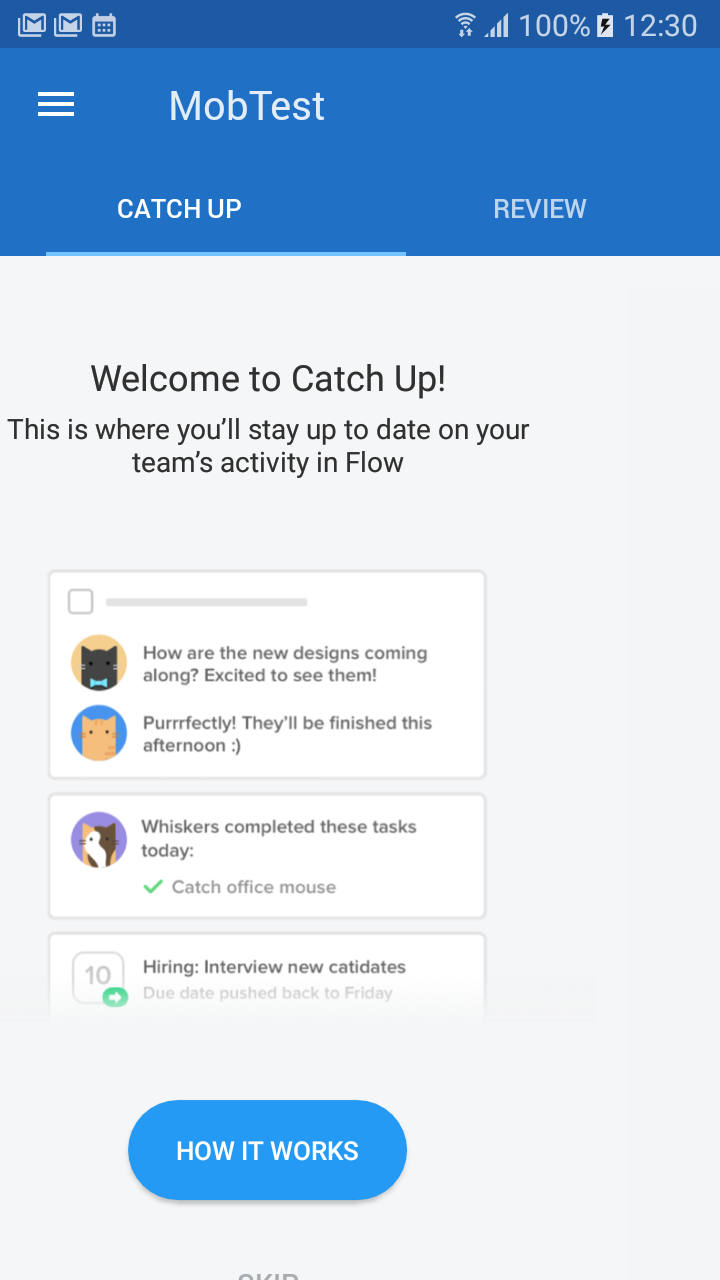 100% 12:30
MobTest
CATCH UP REVIEW
Welcome to Catch Up!
This is where you’ll stay up to date on your
team’s activity in Flow
How are the new designs coming
along? Excited to see them!
Purrrfectly! They’ll be finished this
afternoon :)
Whiskers completed these tasks
today:
Catch office mouse
10 Hiring: Interview new catidates
Due date pushed back to Friday
HOW IT WORKS
SKIP